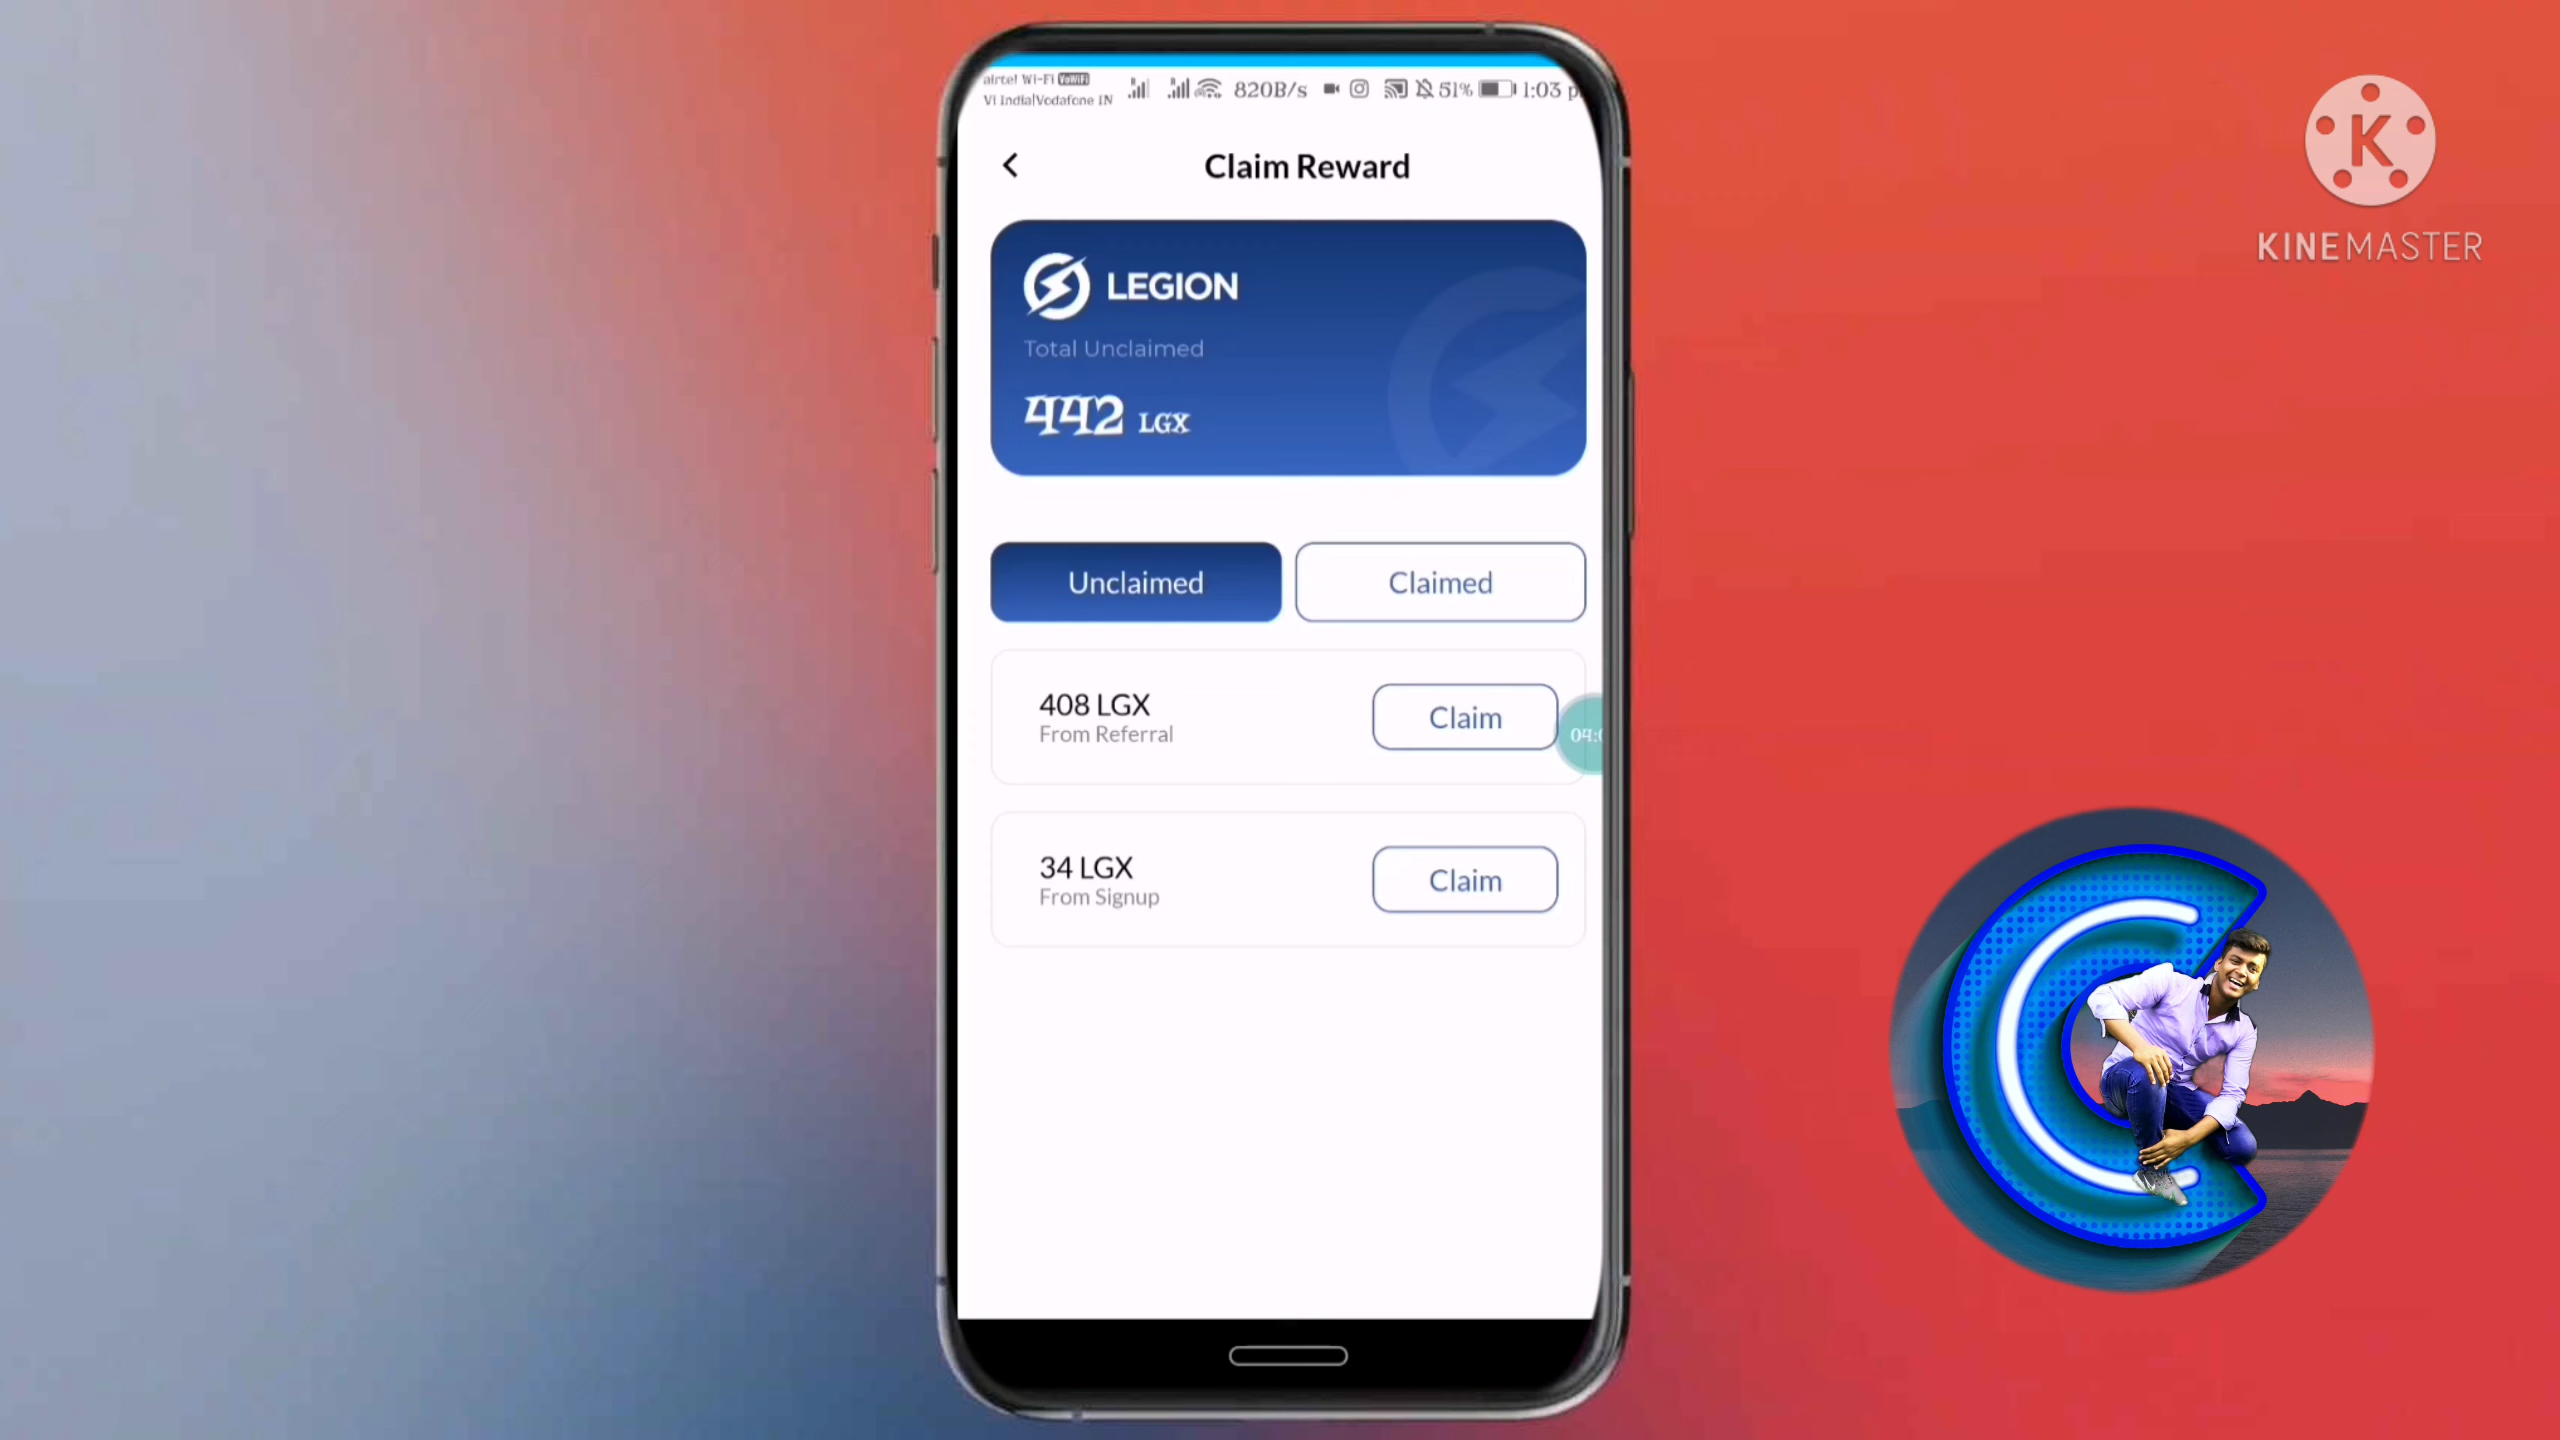 airtel Wi-Fi VoWiFi
Vi India|Vodafone IN
820B/s 51% 1:03
Claim Reward
LEGION
Total Unclaimed
442 LGX
Unclaimed Claimed
408 LGX
From Referral
Claim
34 LGX
From Signup
Claim
K
KINEMASTER